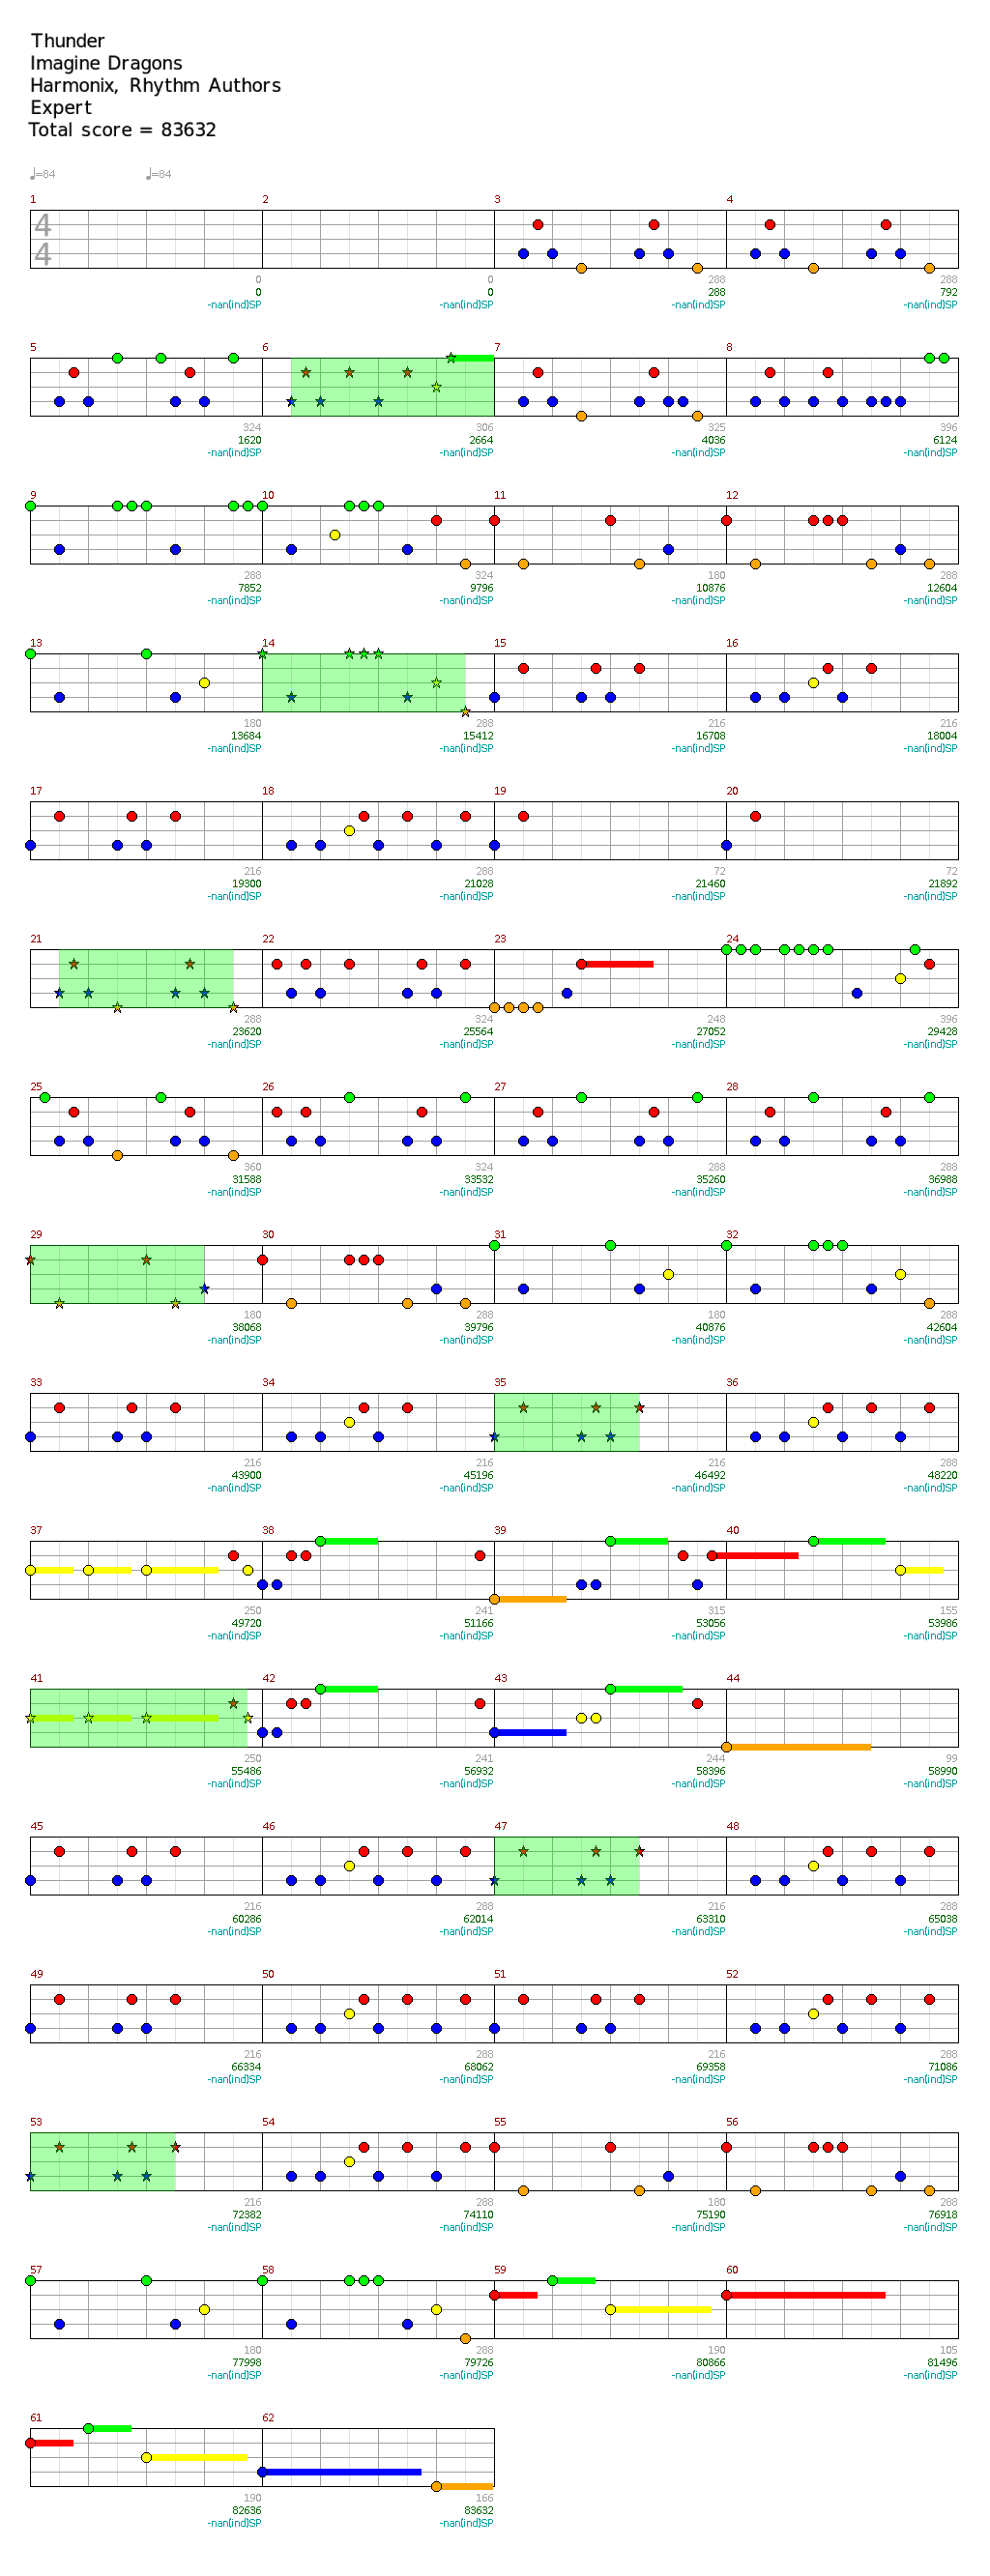 Thunder
Imagine Dragons
Harmonix, Rhythm Authors
Expert
Total score = 83632
♩=84 ♩=84
1 2 3 4
4
4
0 0 288 288
0 0 288 792
-nan(ind)SP -nan(ind)SP -nan(ind)SP -nan(ind)SP
5 6 7 8
324 306 325 396
1620 2664 4036 6124
-nan(ind)SP -nan(ind)SP -nan(ind)SP -nan(ind)SP
9 10 11 12
288 324 180 288
7852 9796 10876 12604
-nan(ind)SP -nan(ind)SP -nan(ind)SP -nan(ind)SP
13 14 15 16
180 288 216 216
13684 15412 16708 18004
-nan(ind)SP -nan(ind)SP -nan(ind)SP -nan(ind)SP
17 18 19 20
216 288 72 72
19300 21028 21460 21892
-nan(ind)SP -nan(ind)SP -nan(ind)SP -nan(ind)SP
21 22 23 24
288 324 248 396
23620 25564 27052 29428
-nan(ind)SP -nan(ind)SP -nan(ind)SP -nan(ind)SP
25 26 27 28
360 324 288 288
31588 33532 35260 36988
-nan(ind)SP -nan(ind)SP -nan(ind)SP -nan(ind)SP
29 30 31 32
180 288 180 288
38068 39796 40876 42604
-nan(ind)SP -nan(ind)SP -nan(ind)SP -nan(ind)SP
33 34 35 36
216 216 216 288
43900 45196 46492 48220
-nan(ind)SP -nan(ind)SP -nan(ind)SP -nan(ind)SP
37 38 39 40
250 241 315 155
49720 51166 53056 53986
-nan(ind)SP -nan(ind)SP -nan(ind)SP -nan(ind)SP
41 42 43 44
250 241 244 99
55486 56932 58396 58990
-nan(ind)SP -nan(ind)SP -nan(ind)SP -nan(ind)SP
45 46 47 48
216 288 216 288
60286 62014 63310 65038
-nan(ind)SP -nan(ind)SP -nan(ind)SP -nan(ind)SP
49 50 51 52
216 288 216 288
66334 68062 69358 71086
-nan(ind)SP -nan(ind)SP -nan(ind)SP -nan(ind)SP
53 54 55 56
216 288 180 288
72382 74110 75190 76918
-nan(ind)SP -nan(ind)SP -nan(ind)SP -nan(ind)SP
57 58 59 60
180 288 190 105
77998 79726 80866 81496
-nan(ind)SP -nan(ind)SP -nan(ind)SP -nan(ind)SP
61 62
190 166
82636 83632
-nan(ind)SP -nan(ind)SP